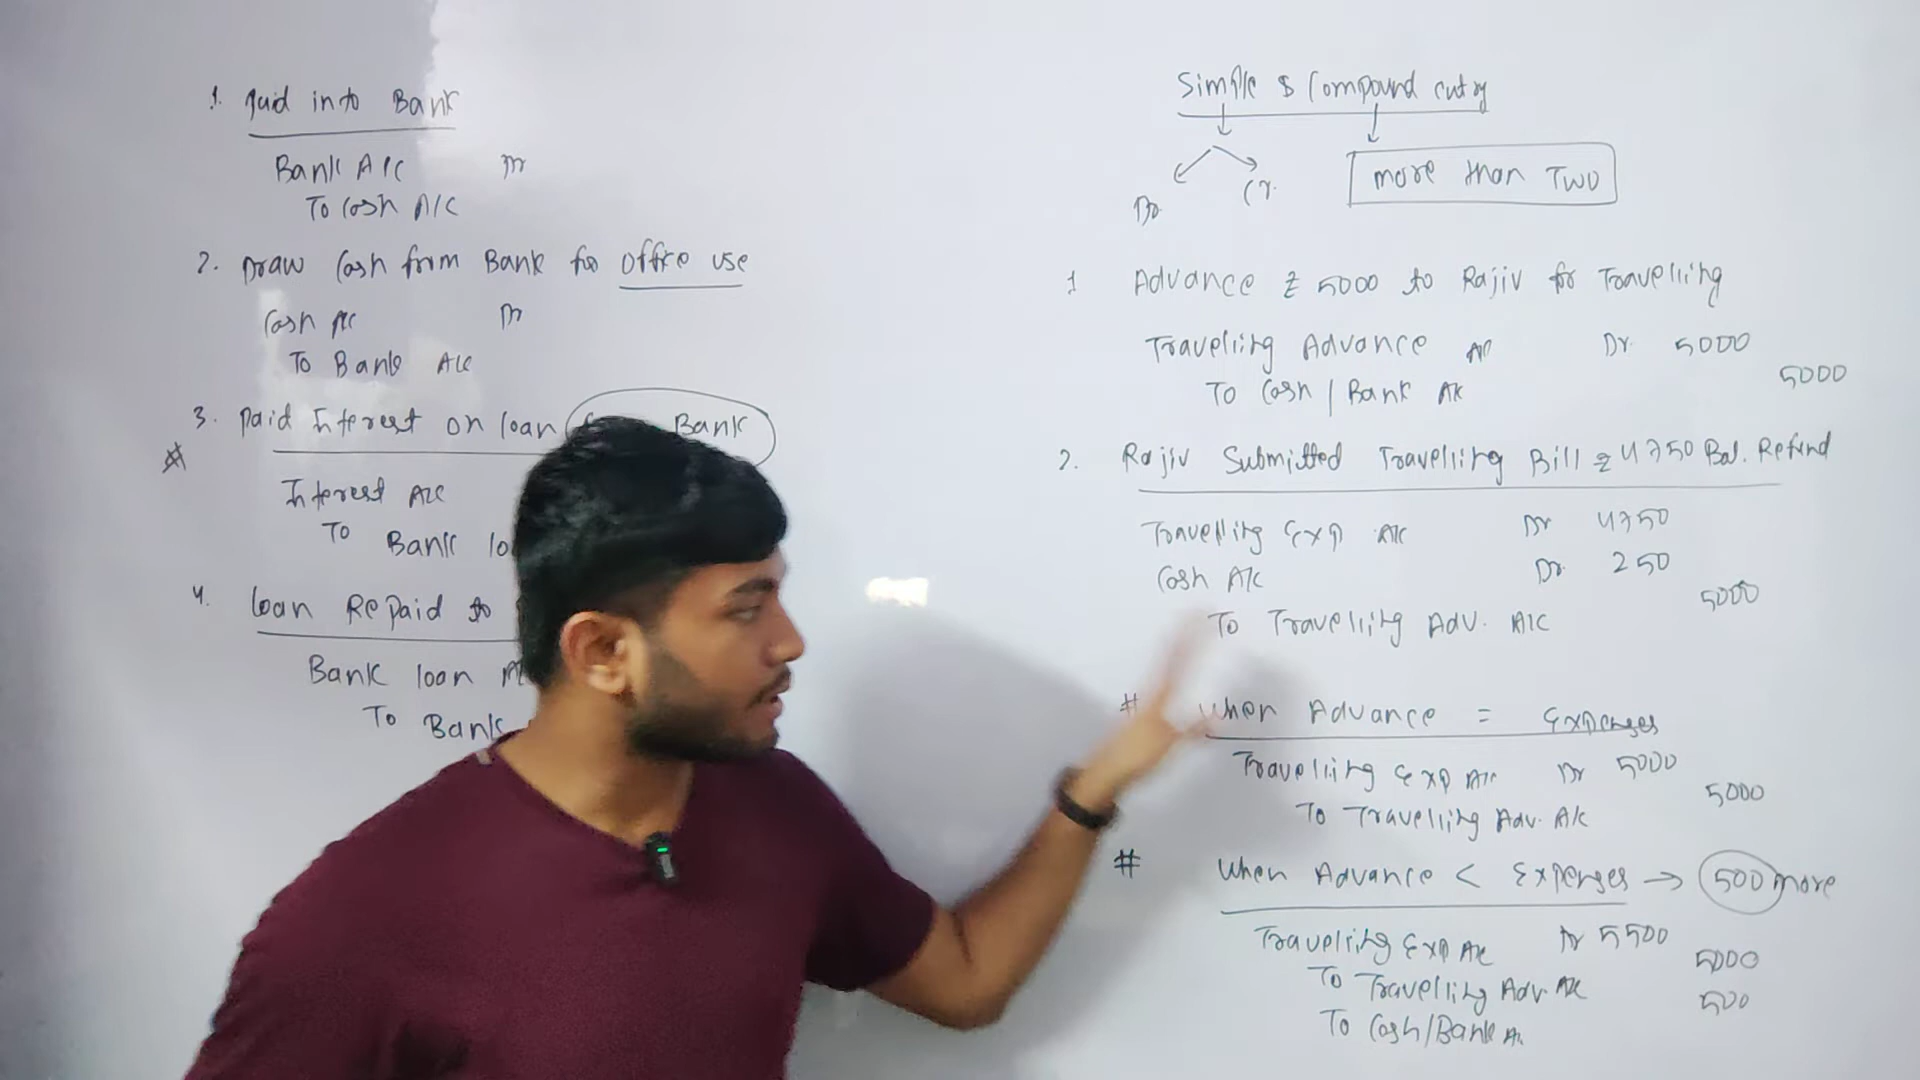 1. paid into Bank
Bank A/C Dr
To Cash A/C
2. Draw Cash from Bank for office use
Cash A/C Dr
To Bank A/C
3. Paid Interest on loan Bank
Interest A/C
To Bank lo
4. loan Repaid to
Bank loan A/
To Bank
Simple & Compound entry
Dr. Cr.
more than Two
1 Advance ₹ 5000 to Rajiv for Travelling
Travelling Advance A/C Dr. 5000
To Cash / Bank A/c 5000
2. Rajiv Submitted Travelling Bill ₹ 4750 Bal. Refund
Travelling Exp A/C Dr 4750
Cash A/C Dr. 250
To Travelling Adv. A/C 5000
# When Advance = Expenses
Travelling Exp A/c Dr 5000
To Travelling Adv. A/c 5000
# When Advance < Expenses → 500 more
Travelling Exp A/c Dr 5500
To Travelling Adv. A/c 5000
To Cash/Bank A/c 500